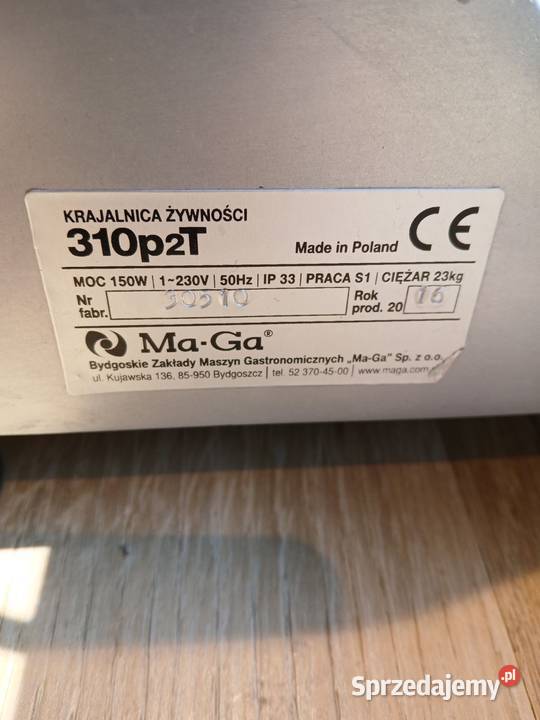 KRAJALNICA ŻYWNOŚCI
310p2T Made in Poland CE
MOC 150W | 1~230V | 50Hz | IP 33 | PRACA S1 | CIĘŻAR 23kg
Nr fabr. Rok prod. 2016
Ma-Ga®
Bydgoskie Zakłady Maszyn Gastronomicznych „Ma-Ga” Sp. z o.o.
ul. Kujawska 136, 85-950 Bydgoszcz | tel. 52 370-45-00 | www.maga.com
Sprzedajemy.pl